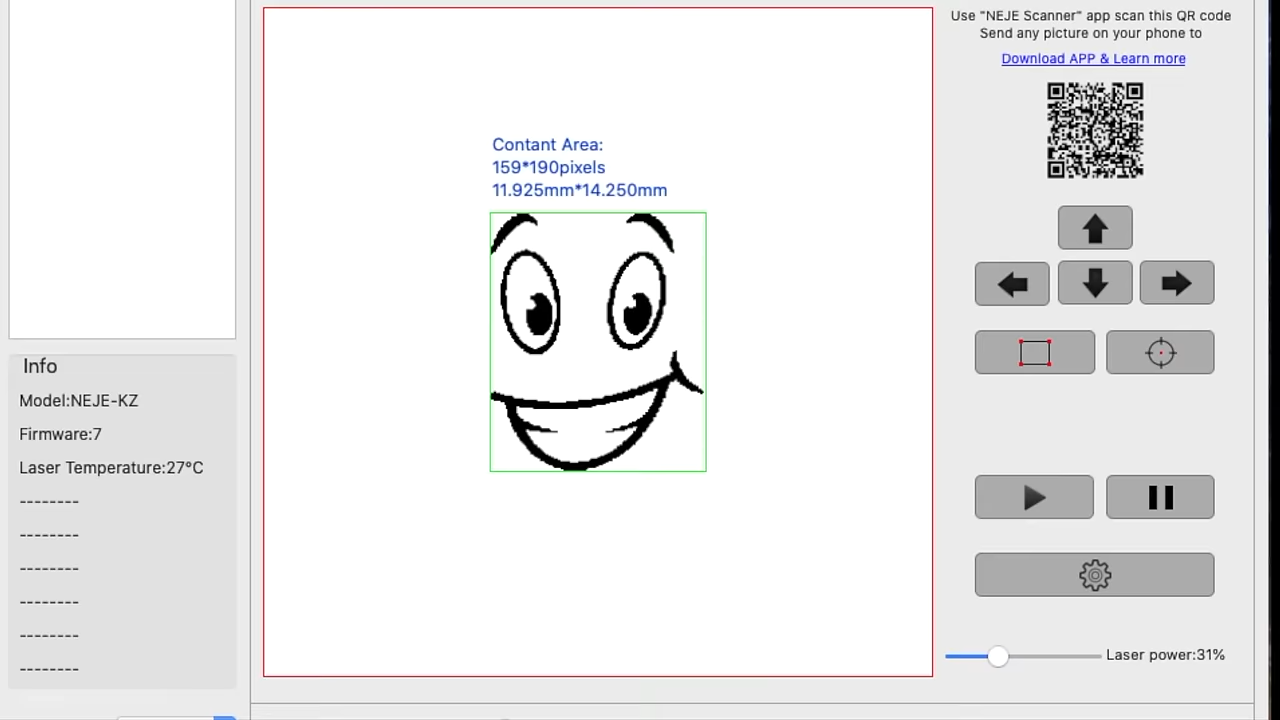 Use "NEJE Scanner" app scan this QR code
Send any picture on your phone to
Download APP & Learn more
Contant Area:
159*190pixels
11.925mm*14.250mm
Info
Model:NEJE-KZ
Firmware:7
Laser Temperature:27°C
--------
--------
--------
--------
--------
--------
Laser power:31%